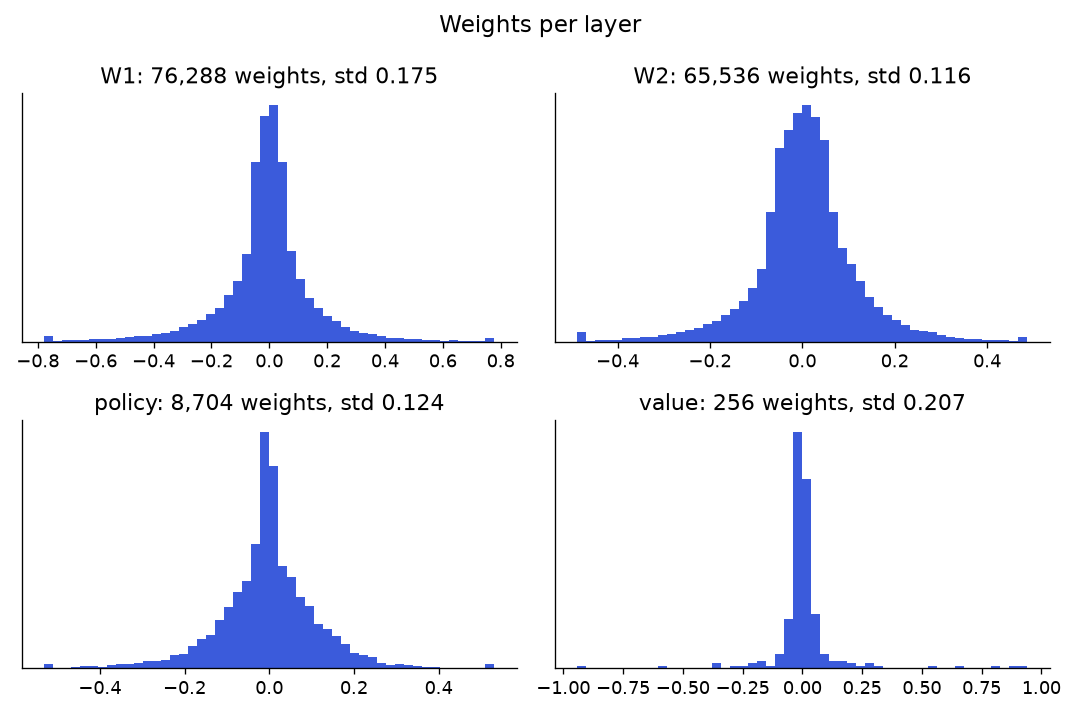 Weights per layer
W1: 76,288 weights, std 0.175
W2: 65,536 weights, std 0.116
−0.8 −0.6 −0.4 −0.2 0.0 0.2 0.4 0.6 0.8
−0.4 −0.2 0.0 0.2 0.4
policy: 8,704 weights, std 0.124
value: 256 weights, std 0.207
−0.4 −0.2 0.0 0.2 0.4
−1.00 −0.75 −0.50 −0.25 0.00 0.25 0.50 0.75 1.00